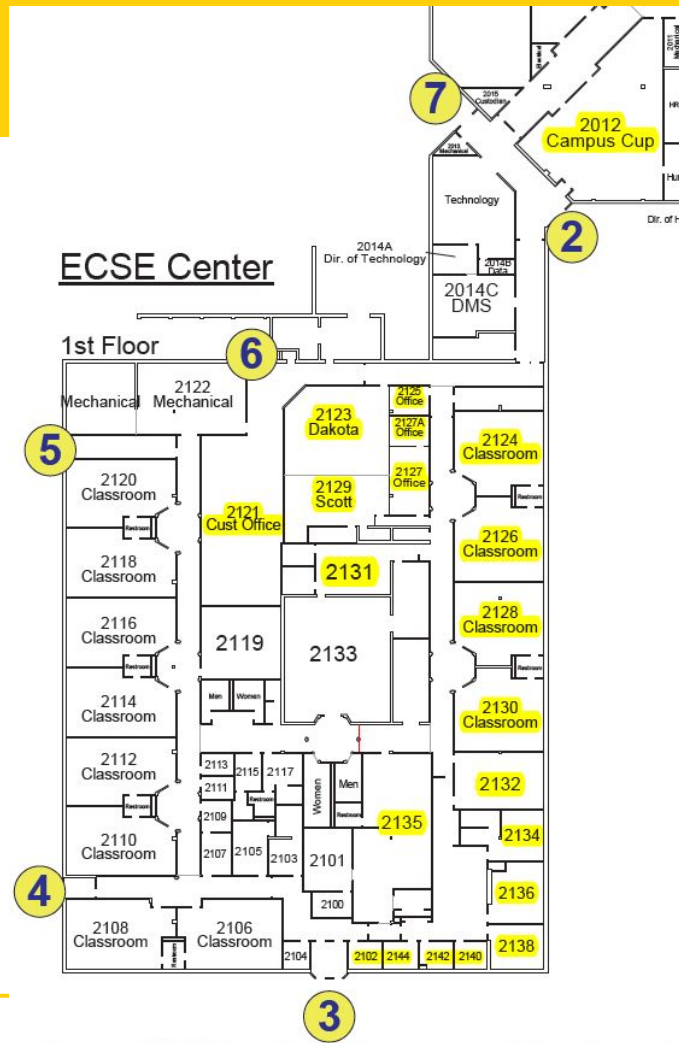 2011
Mechanical
Electrical
7
2015
Custodian
2012
Campus Cup
HR
2013
Mechanical
Technology
Dir. of H
2
2014A
Dir. of Technology
2014B
Data
2014C
DMS
ECSE Center
1st Floor
6
Mechanical
2122
Mechanical
5
2123
Dakota
2125
Office
2127A
Office
2127
Office
2124
Classroom
2120
Classroom
2121
Cust Office
2129
Scott
Restroom
Restroom
2126
Classroom
2118
Classroom
2131
2116
Classroom
2119
2133
2128
Classroom
Restroom
Restroom
2114
Classroom
Men
Women
2130
Classroom
2112
Classroom
2113
2115
2117
2111
Women
Men
2132
Restroom
Restroom
Restroom
2110
Classroom
2109
2107
2105
2103
2101
2135
2134
2136
4
2100
2108
Classroom
2106
Classroom
Restroom
2104
2102
2144
2142
2140
2138
3